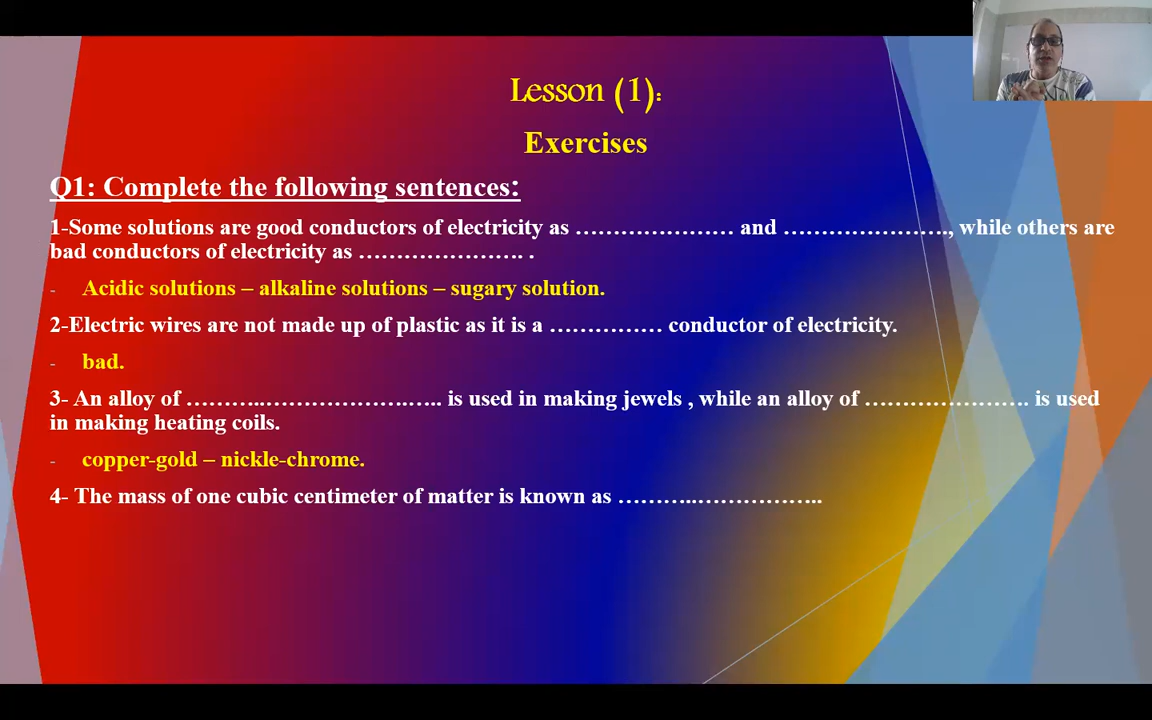 Lesson (1):
Exercises
Q1: Complete the following sentences:
1-Some solutions are good conductors of electricity as ………………… and …………………., while others are
bad conductors of electricity as …………………. .
- Acidic solutions – alkaline solutions – sugary solution.
2-Electric wires are not made up of plastic as it is a …………… conductor of electricity.
- bad.
3- An alloy of ………..……………….….. is used in making jewels , while an alloy of …………………. is used
in making heating coils.
- copper-gold – nickle-chrome.
4- The mass of one cubic centimeter of matter is known as ………..……………..